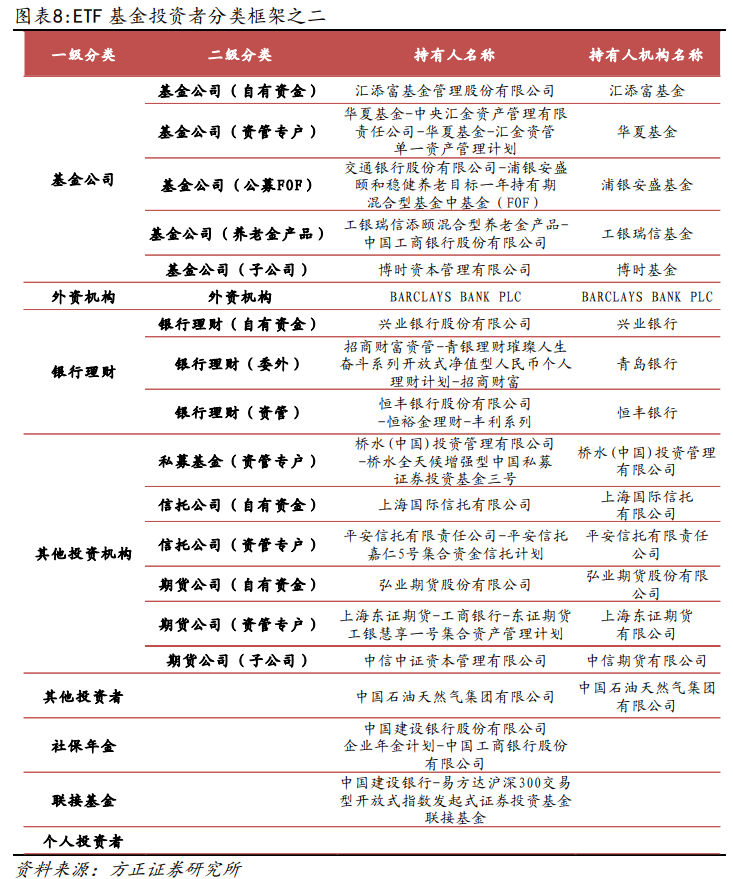 图表8:ETF 基金投资者分类框架之二
一级分类 二级分类 持有人名称 持有人机构名称
基金公司
基金公司（自有资金） 汇添富基金管理股份有限公司 汇添富基金
基金公司（资管专户）
华夏基金-中央汇金资产管理有限
责任公司-华夏基金-汇金资管
单一资产管理计划
华夏基金
基金公司（公募FOF）
交通银行股份有限公司-浦银安盛
颐和稳健养老目标一年持有期
混合型基金中基金（FOF）
浦银安盛基金
基金公司（养老金产品）
工银瑞信添颐混合型养老金产品-
中国工商银行股份有限公司
工银瑞信基金
基金公司（子公司） 博时资本管理有限公司 博时基金
外资机构 外资机构 BARCLAYS BANK PLC BARCLAYS BANK PLC
银行理财
银行理财（自有资金） 兴业银行股份有限公司 兴业银行
银行理财（委外）
招商财富资管-青银理财璀璨人生
奋斗系列开放式净值型人民币个人
理财计划-招商财富
青岛银行
银行理财（资管）
恒丰银行股份有限公司
-恒裕金理财-丰利系列
恒丰银行
其他投资机构
私募基金（资管专户）
桥水(中国)投资管理有限公司
-桥水全天候增强型中国私募
证券投资基金三号
桥水(中国)投资管理
有限公司
信托公司（自有资金） 上海国际信托有限公司
上海国际信托
有限公司
信托公司（资管专户）
平安信托有限责任公司-平安信托
嘉仁5号集合资金信托计划
平安信托有限责任
公司
期货公司（自有资金） 弘业期货股份有限公司
弘业期货股份有限
公司
期货公司（资管专户）
上海东证期货-工商银行-东证期货
工银慧享一号集合资产管理计划
上海东证期货
有限公司
期货公司（子公司） 中信中证资本管理有限公司 中信期货有限公司
其他投资者 中国石油天然气集团有限公司
中国石油天然气集团
有限公司
社保年金
中国建设银行股份有限公司
企业年金计划-中国工商银行股份
有限公司
联接基金
中国建设银行-易方达沪深300交易
型开放式指数发起式证券投资基金
联接基金
个人投资者
资料来源：方正证券研究所